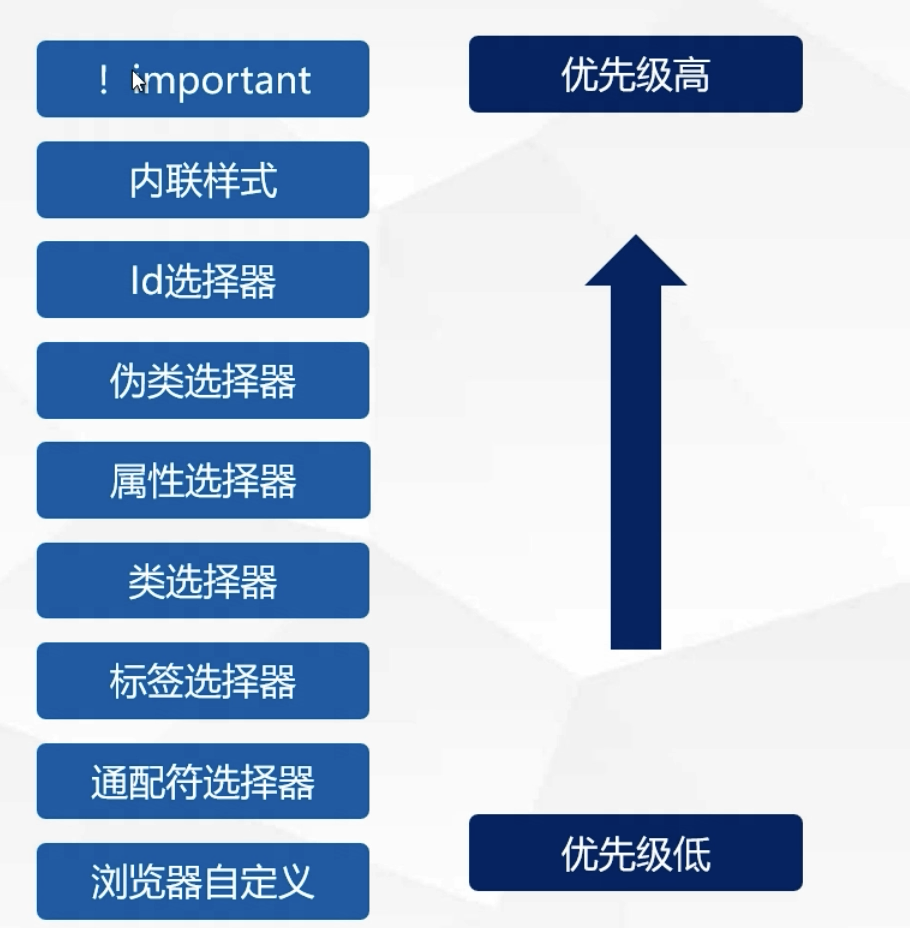 ！important
优先级高
内联样式
Id选择器
伪类选择器
属性选择器
类选择器
标签选择器
通配符选择器
优先级低
浏览器自定义